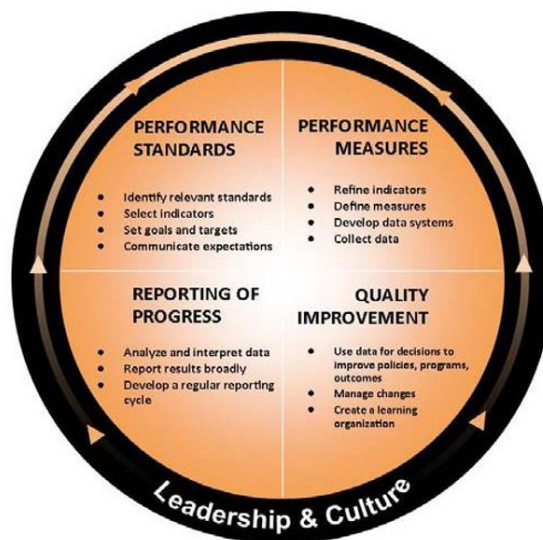 PERFORMANCE
STANDARDS
• Identify relevant standards
• Select indicators
• Set goals and targets
• Communicate expectations
PERFORMANCE
MEASURES
• Refine indicators
• Define measures
• Develop data systems
• Collect data
REPORTING OF
PROGRESS
• Analyze and interpret data
• Report results broadly
• Develop a regular reporting
cycle
QUALITY
IMPROVEMENT
• Use data for decisions to
improve policies, programs,
outcomes
• Manage changes
• Create a learning
organization
Leadership & Culture